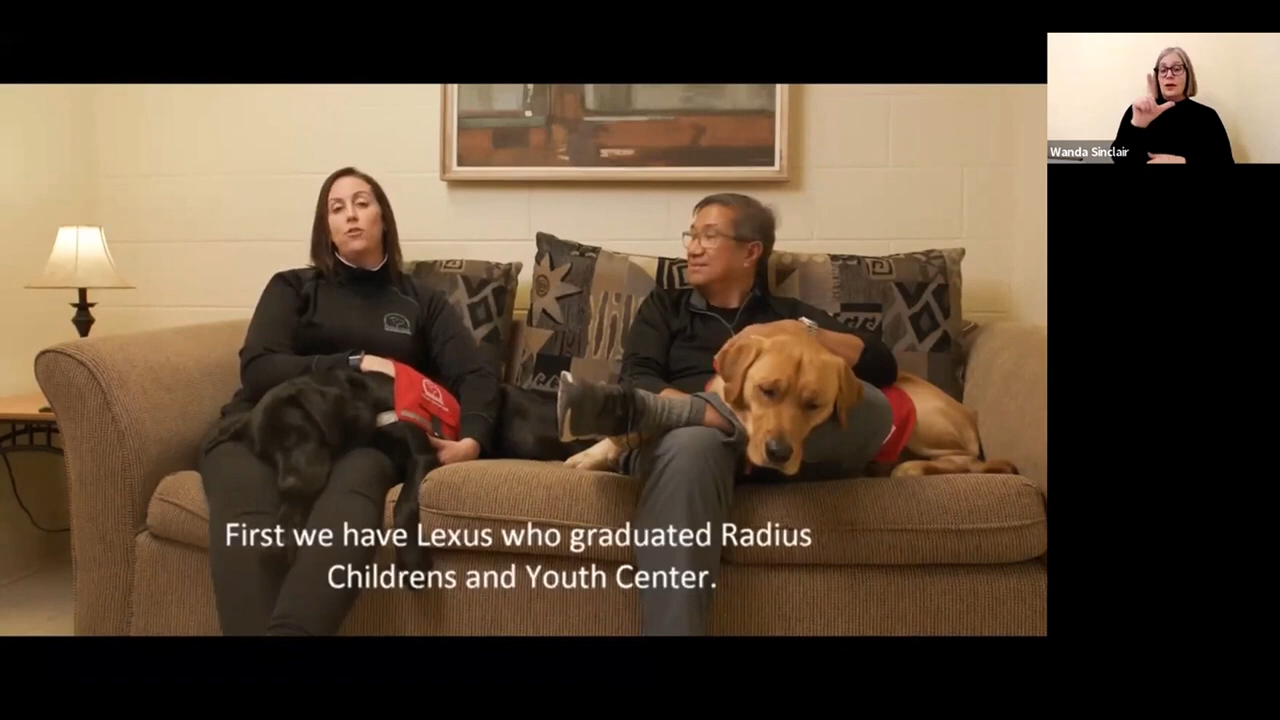 Wanda Sinclair
First we have Lexus who graduated Radius
Childrens and Youth Center.